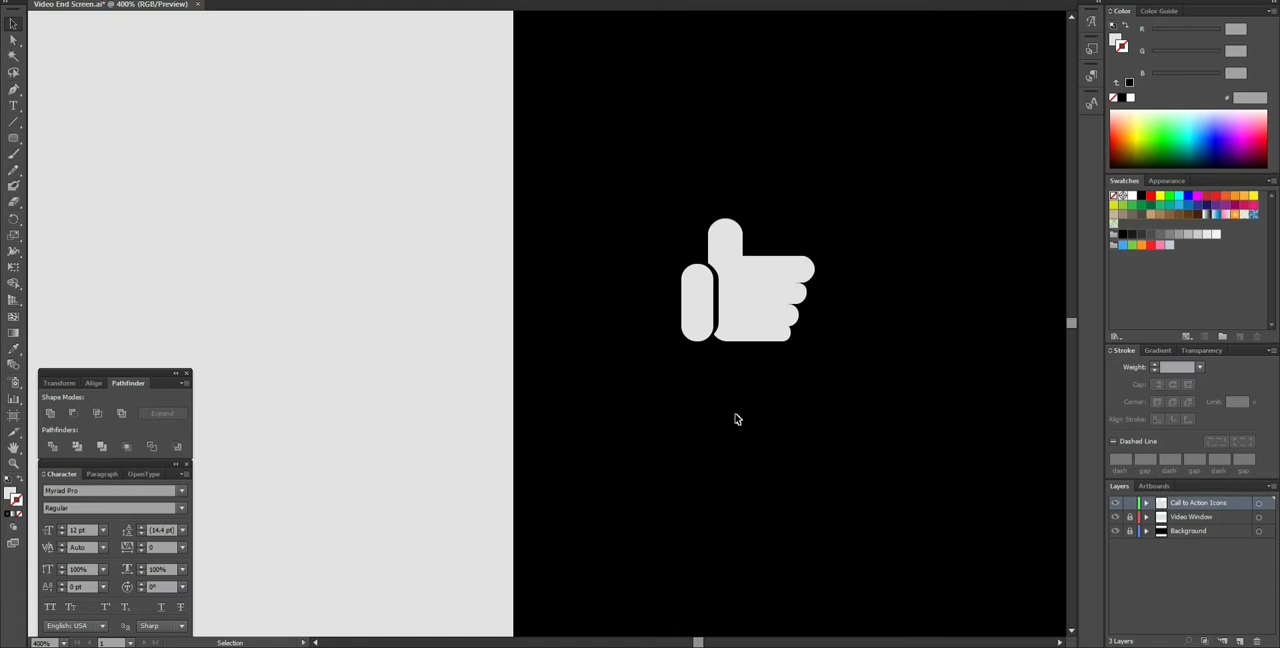 Video End Screen.ai* @ 400% (RGB/Preview) ×
Color Color Guide
R
G
B
#
Swatches Appearance
Stroke Gradient Transparency
Weight:
Cap:
Corner: Limit: x
Align Stroke:
Dashed Line
dash gap dash gap dash gap
Layers Artboards
Call to Action Icons
Video Window
Background
3 Layers
Transform Align Pathfinder
Shape Modes:
Expand
Pathfinders:
Character Paragraph OpenType
Myriad Pro
Regular
12 pt (14.4 pt)
Auto 0
100% 100%
0 pt 0°
English: USA Sharp
400% 1 Selection